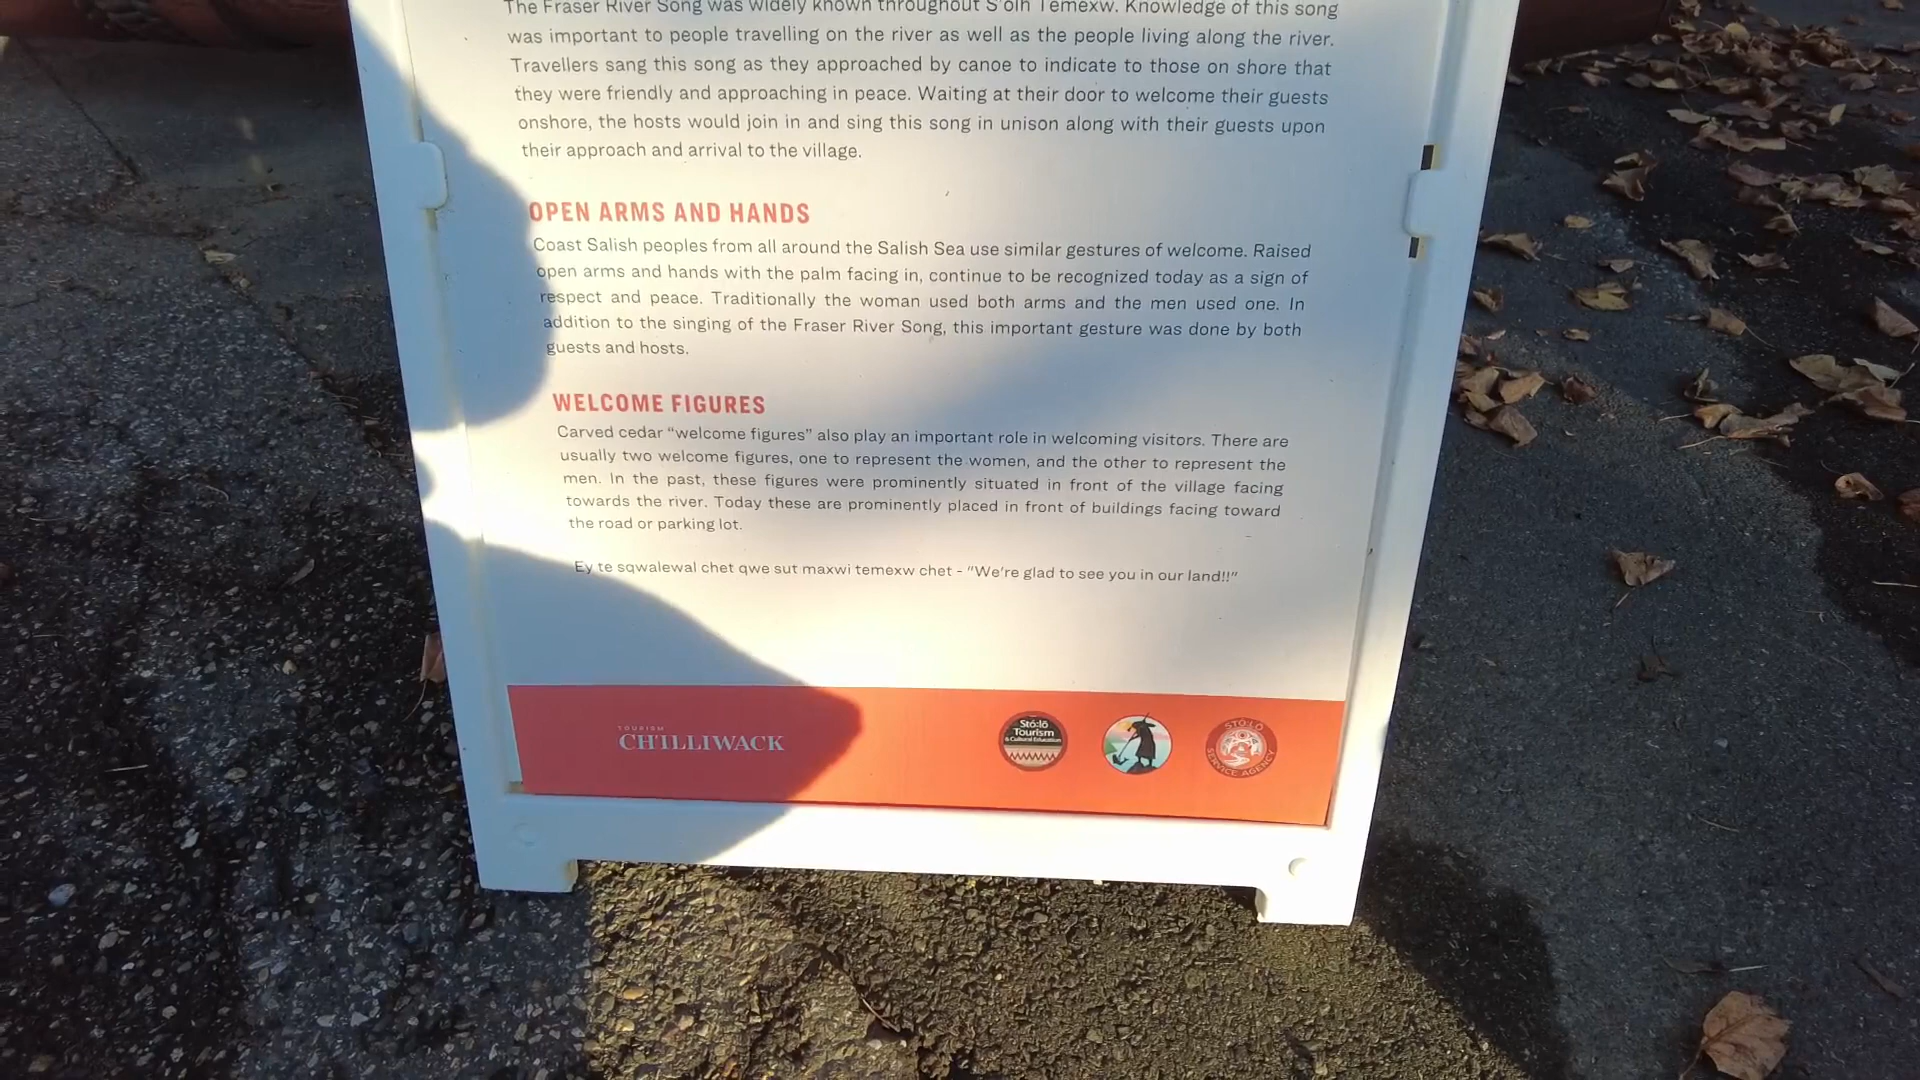 The Fraser River Song was widely known throughout S'olh Temexw. Knowledge of this song
was important to people travelling on the river as well as the people living along the river.
Travellers sang this song as they approached by canoe to indicate to those on shore that
they were friendly and approaching in peace. Waiting at their door to welcome their guests
onshore, the hosts would join in and sing this song in unison along with their guests upon
their approach and arrival to the village.
OPEN ARMS AND HANDS
Coast Salish peoples from all around the Salish Sea use similar gestures of welcome. Raised
open arms and hands with the palm facing in, continue to be recognized today as a sign of
respect and peace. Traditionally the woman used both arms and the men used one. In
addition to the singing of the Fraser River Song, this important gesture was done by both
guests and hosts.
WELCOME FIGURES
Carved cedar “welcome figures” also play an important role in welcoming visitors. There are
usually two welcome figures, one to represent the women, and the other to represent the
men. In the past, these figures were prominently situated in front of the village facing
towards the river. Today these are prominently placed in front of buildings facing toward
the road or parking lot.
Ey te sqwalewal chet qwe sut maxwi temexw chet - "We're glad to see you in our land!!"
TOURISM
CHILLIWACK
Stó:lō
Tourism
& Cultural Education
STÓ:LŌ
SERVICE AGENCY